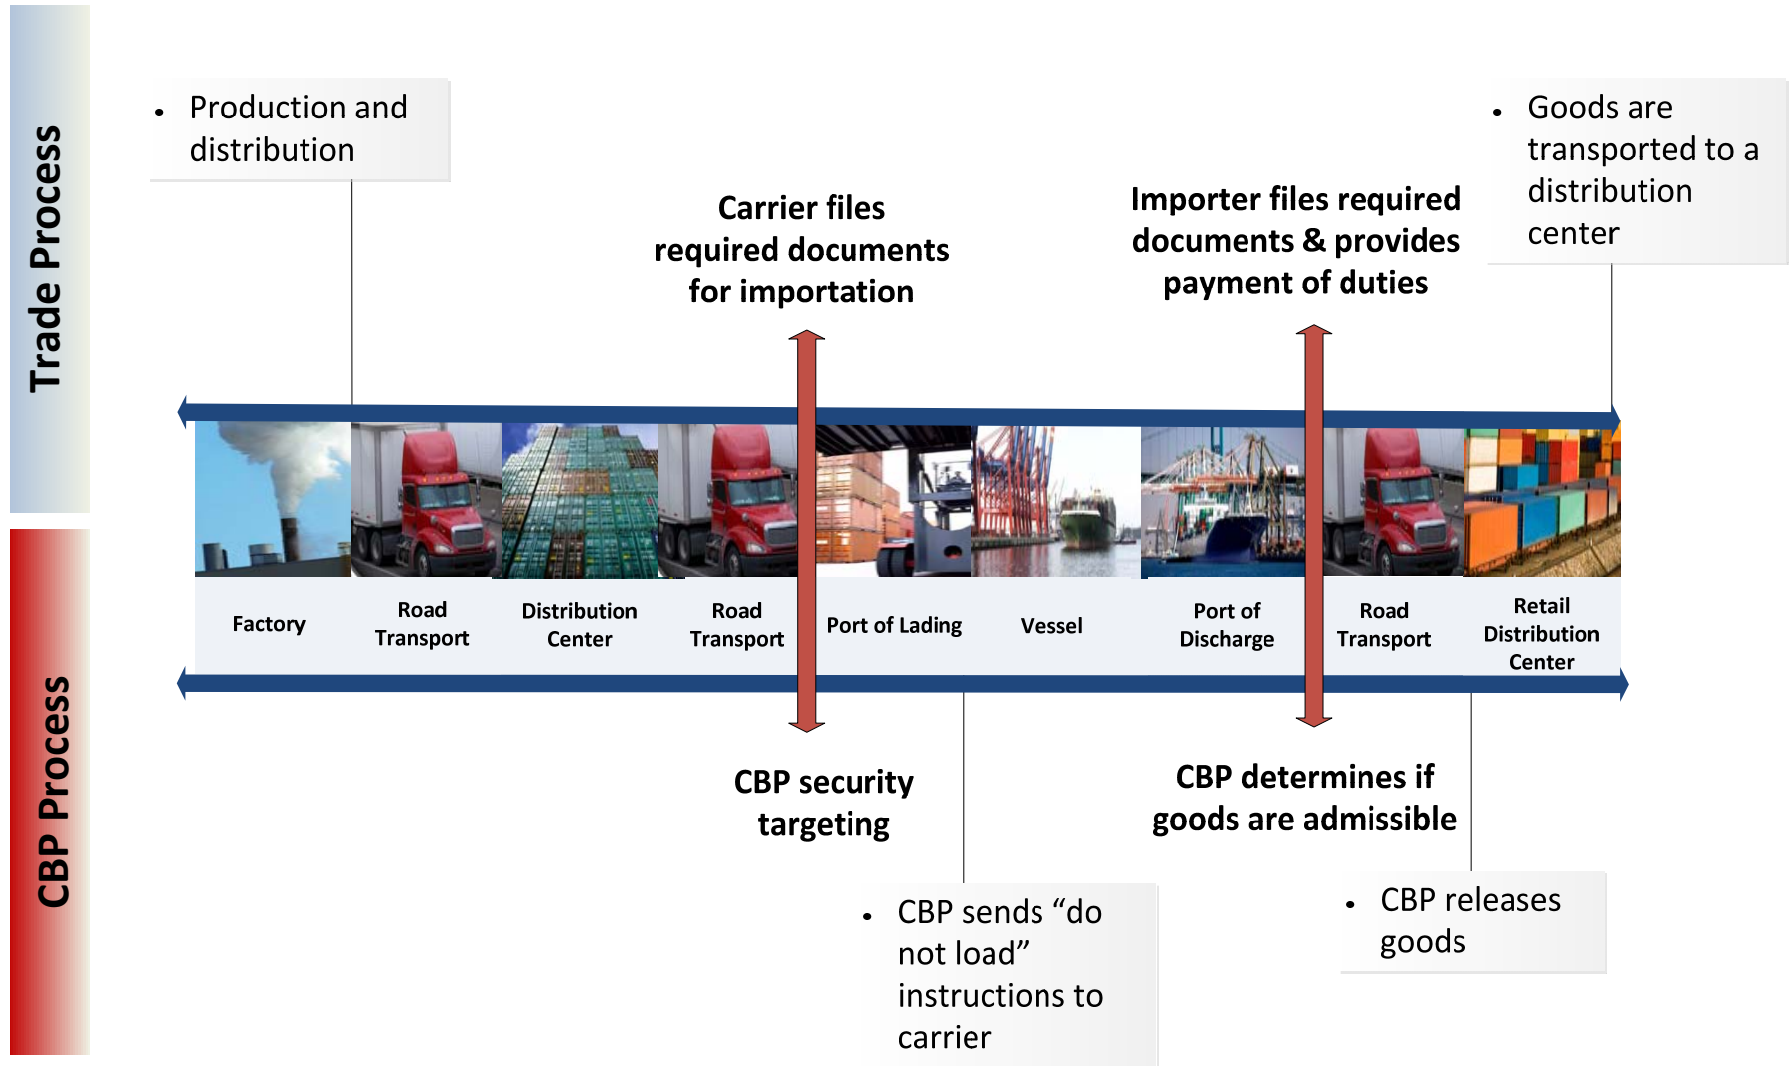 Trade Process
CBP Process
• Production and
distribution
Carrier files
required documents
for importation
Importer files required
documents & provides
payment of duties
• Goods are
transported to a
distribution
center
Factory
Road
Transport
Distribution
Center
Road
Transport
Port of Lading
Vessel
Port of
Discharge
Road
Transport
Retail
Distribution
Center
CBP security
targeting
CBP determines if
goods are admissible
• CBP sends “do
not load”
instructions to
carrier
• CBP releases
goods